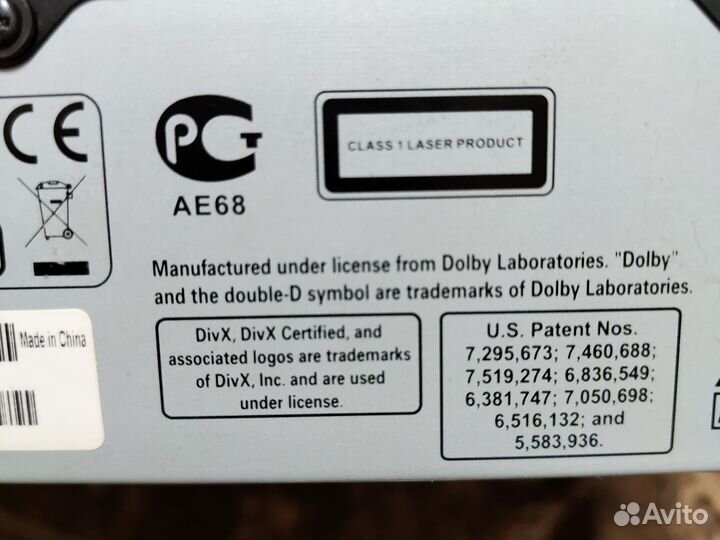 CE
РСТ
AE68
CLASS 1 LASER PRODUCT
Manufactured under license from Dolby Laboratories. "Dolby"
and the double-D symbol are trademarks of Dolby Laboratories.
Made in China
DivX, DivX Certified, and
associated logos are trademarks
of DivX, Inc. and are used
under license.
U.S. Patent Nos.
7,295,673; 7,460,688;
7,519,274; 6,836,549;
6,381,747; 7,050,698;
6,516,132; and
5,583,936.
Avito